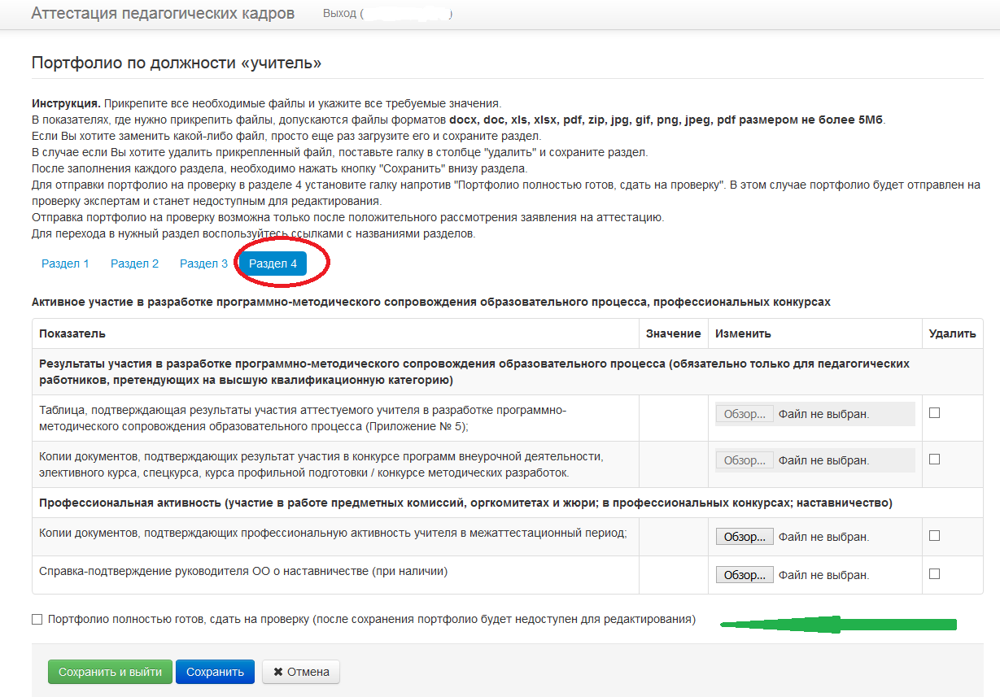 Аттестация педагогических кадров Выход ( )
Портфолио по должности «учитель»
Инструкция. Прикрепите все необходимые файлы и укажите все требуемые значения.
В показателях, где нужно прикрепить файлы, допускаются файлы форматов docx, doc, xls, xlsx, pdf, zip, jpg, gif, png, jpeg, pdf размером не более 5Мб.
Если Вы хотите заменить какой-либо файл, просто еще раз загрузите его и сохраните раздел.
В случае если Вы хотите удалить прикрепленный файл, поставьте галку в столбце "удалить" и сохраните раздел.
После заполнения каждого раздела, необходимо нажать кнопку "Сохранить" внизу раздела.
Для отправки портфолио на проверку в разделе 4 установите галку напротив "Портфолио полностью готов, сдать на проверку". В этом случае портфолио будет отправлен на
проверку экспертам и станет недоступным для редактирования.
Отправка портфолио на проверку возможна только после положительного рассмотрения заявления на аттестацию.
Для перехода в нужный раздел воспользуйтесь ссылками с названиями разделов.
Раздел 1 Раздел 2 Раздел 3 Раздел 4
Активное участие в разработке программно-методического сопровождения образовательного процесса, профессиональных конкурсах
Показатель Значение Изменить Удалить
Результаты участия в разработке программно-методического сопровождения образовательного процесса (обязательно только для педагогических
работников, претендующих на высшую квалификационную категорию)
Таблица, подтверждающая результаты участия аттестуемого учителя в разработке программно-
методического сопровождения образовательного процесса (Приложение № 5);
Обзор... Файл не выбран.
Копии документов, подтверждающих результат участия в конкурсе программ внеурочной деятельности,
элективного курса, спецкурса, курса профильной подготовки / конкурсе методических разработок.
Обзор... Файл не выбран.
Профессиональная активность (участие в работе предметных комиссий, оргкомитетах и жюри; в профессиональных конкурсах; наставничество)
Копии документов, подтверждающих профессиональную активность учителя в межаттестационный период;
Обзор... Файл не выбран.
Справка-подтверждение руководителя ОО о наставничестве (при наличии)
Обзор... Файл не выбран.
Портфолио полностью готов, сдать на проверку (после сохранения портфолио будет недоступен для редактирования)
Сохранить и выйти Сохранить ✖ Отмена